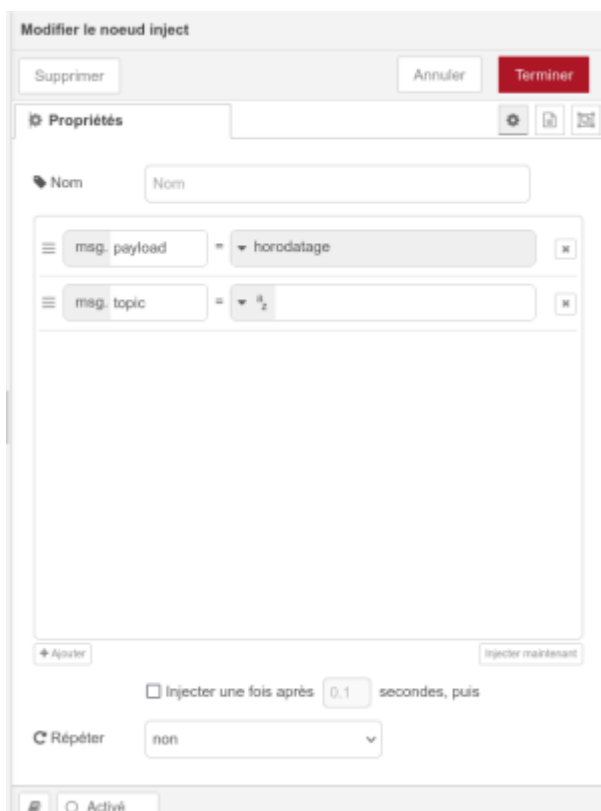 Modifier le noeud inject
Supprimer Annuler Terminer
Propriétés
Nom Nom
msg. payload = horodatage
msg. topic = a z
Ajouter Injecter maintenant
Injecter une fois après 0.1 secondes, puis
Répéter non
Activé